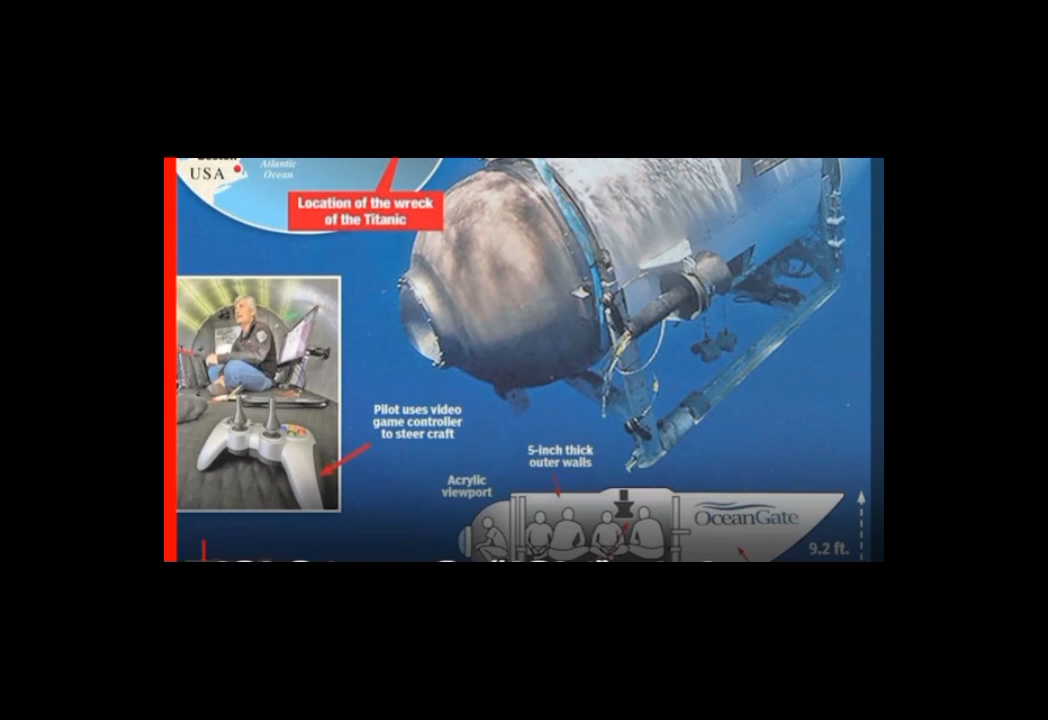 USA
Atlantic
Ocean
Location of the wreck
of the Titanic
Pilot uses video
game controller
to steer craft
5-inch thick
outer walls
Acrylic
viewport
OceanGate
9.2 ft.